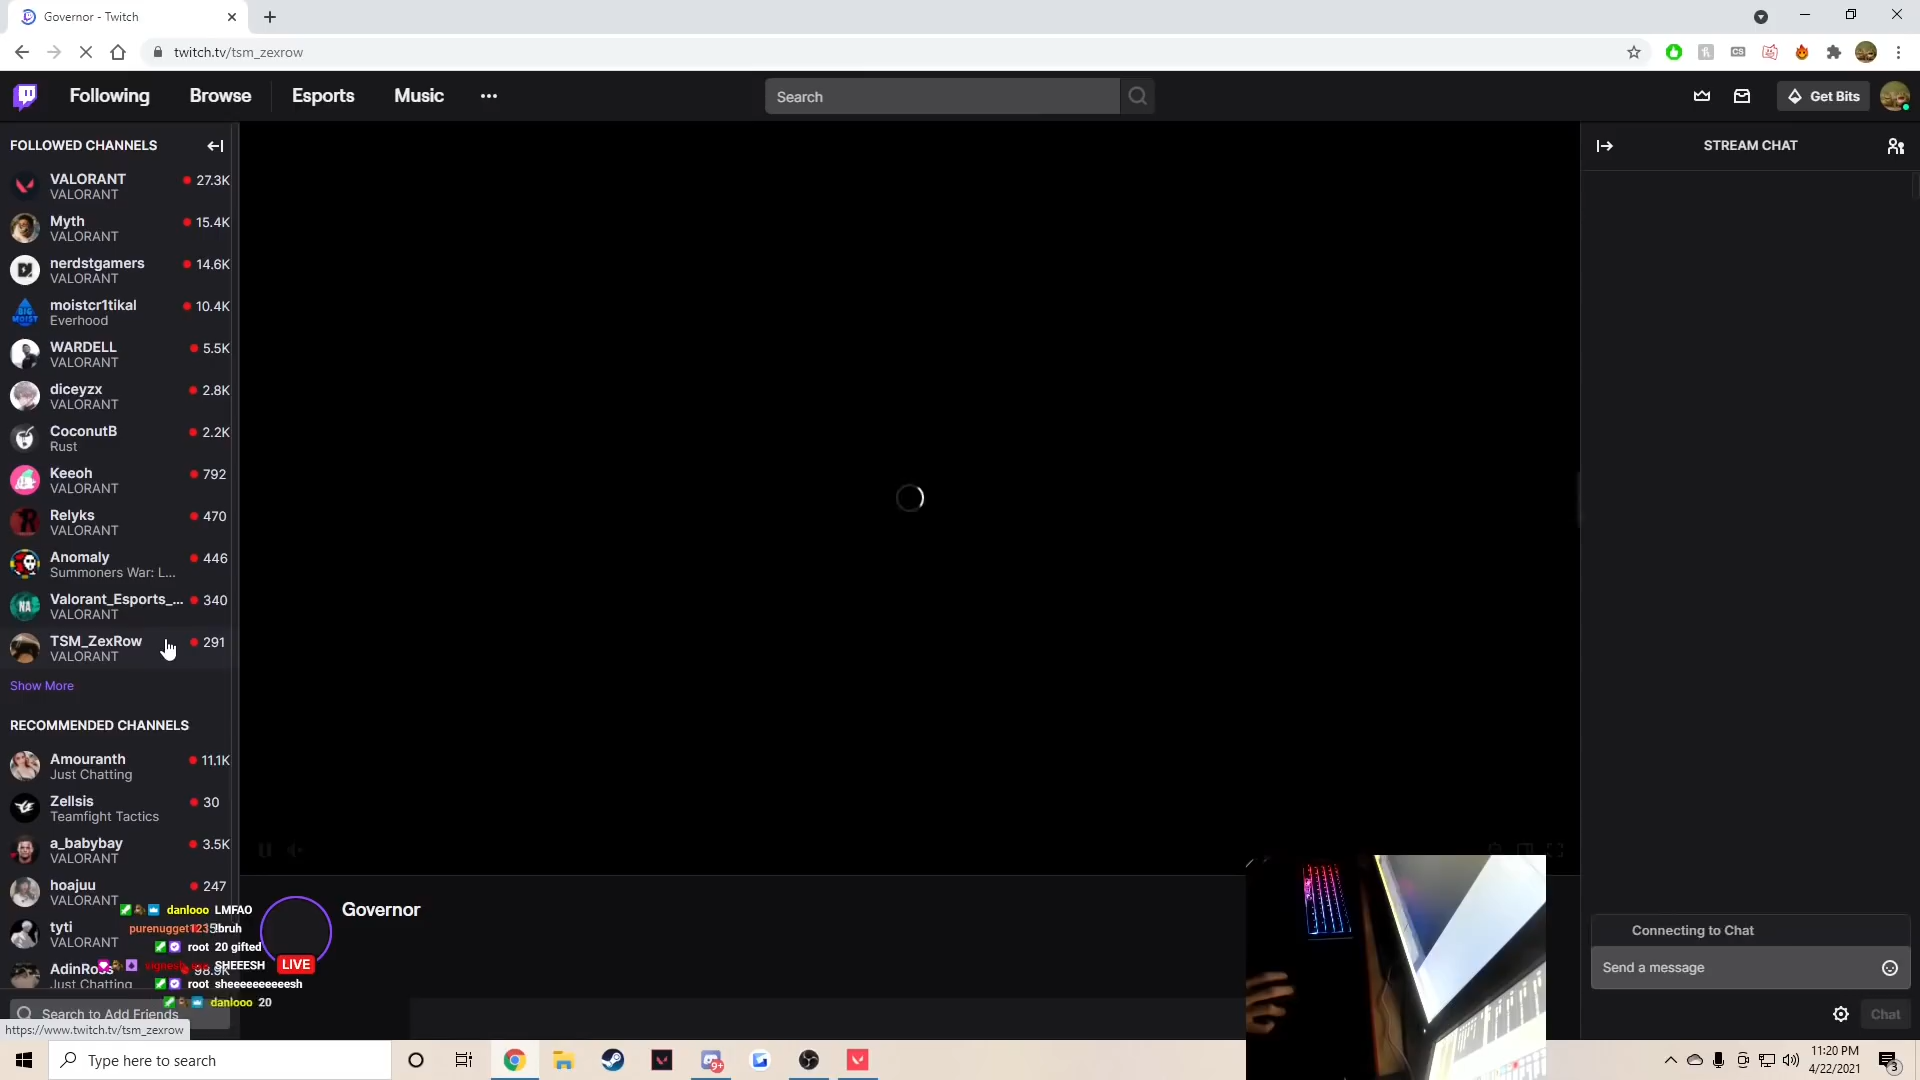 Governor - Twitch
twitch.tv/tsm_zexrow
Following
Browse
Esports
Music
Search
Get Bits
FOLLOWED CHANNELS
VALORANT 27.3K
VALORANT
Myth 15.4K
VALORANT
nerdstgamers 14.6K
VALORANT
moistcr1tikal 10.4K
Everhood
WARDELL 5.5K
VALORANT
diceyzx 2.8K
VALORANT
CoconutB 2.2K
Rust
Keeoh 792
VALORANT
Relyks 470
VALORANT
Anomaly 446
Summoners War: L...
Valorant_Esports_... 340
VALORANT
TSM_ZexRow 291
VALORANT
Show More
RECOMMENDED CHANNELS
Amouranth 11.1K
Just Chatting
Zellsis 30
Teamfight Tactics
a_babybay 3.5K
VALORANT
hoajuu 247
VALORANT
tyti
VALORANT
AdinRoss 98.9K
Just Chatting
Search to Add Friends
https://www.twitch.tv/tsm_zexrow
danlooo LMFAO
purenugget1235 !bruh
root 20 gifted
SHEEESH
root sheeeeeeeeesh
danlooo 20
LIVE
Governor
STREAM CHAT
Connecting to Chat
Send a message
Chat
Type here to search
9+
11:20 PM
4/22/2021
3